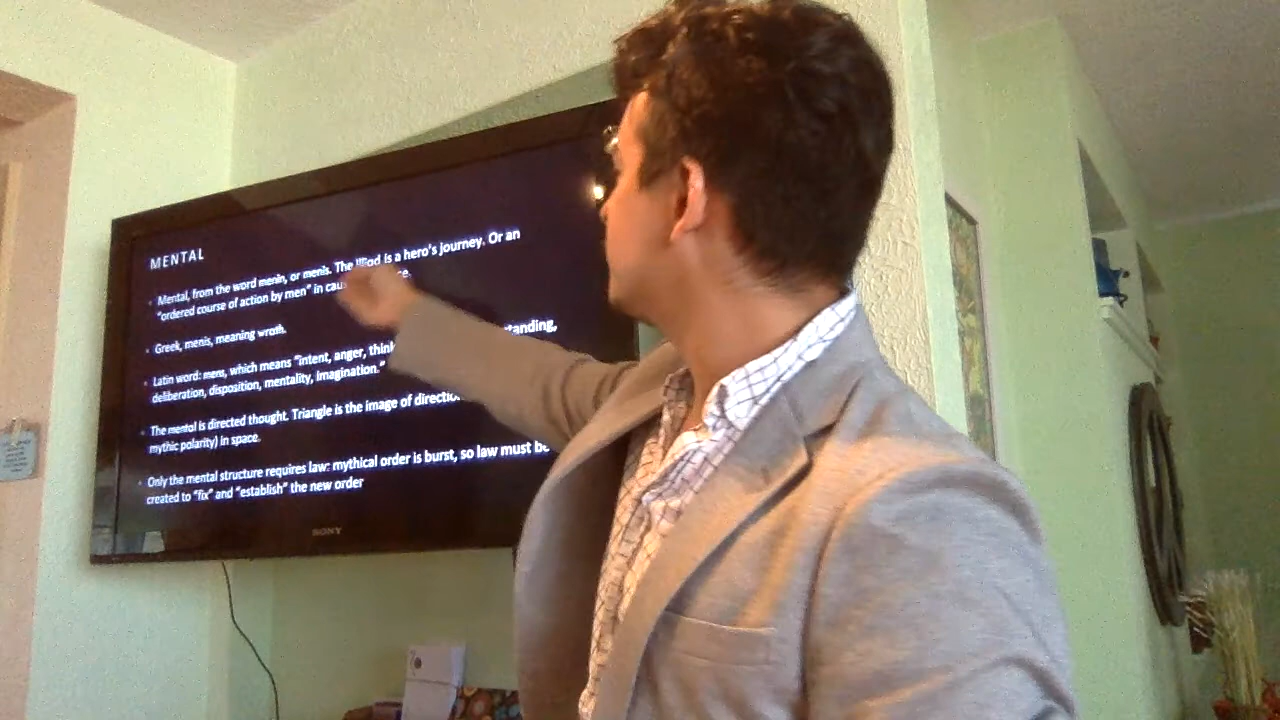 MENTAL
Mental, from the word menin, or menis. The Iliad is a hero's journey. Or an
"ordered course of action by men" in
Greek, menis, meaning wrath.
Latin word: mens, which means "intent, anger,
deliberation, disposition, mentality, imagination."
The mental is directed thought. Triangle is the image of
mythic polarity) in space.
Only the mental structure requires law: mythical order is burst, so law must be
created to "fix" and "establish" the new order
SONY